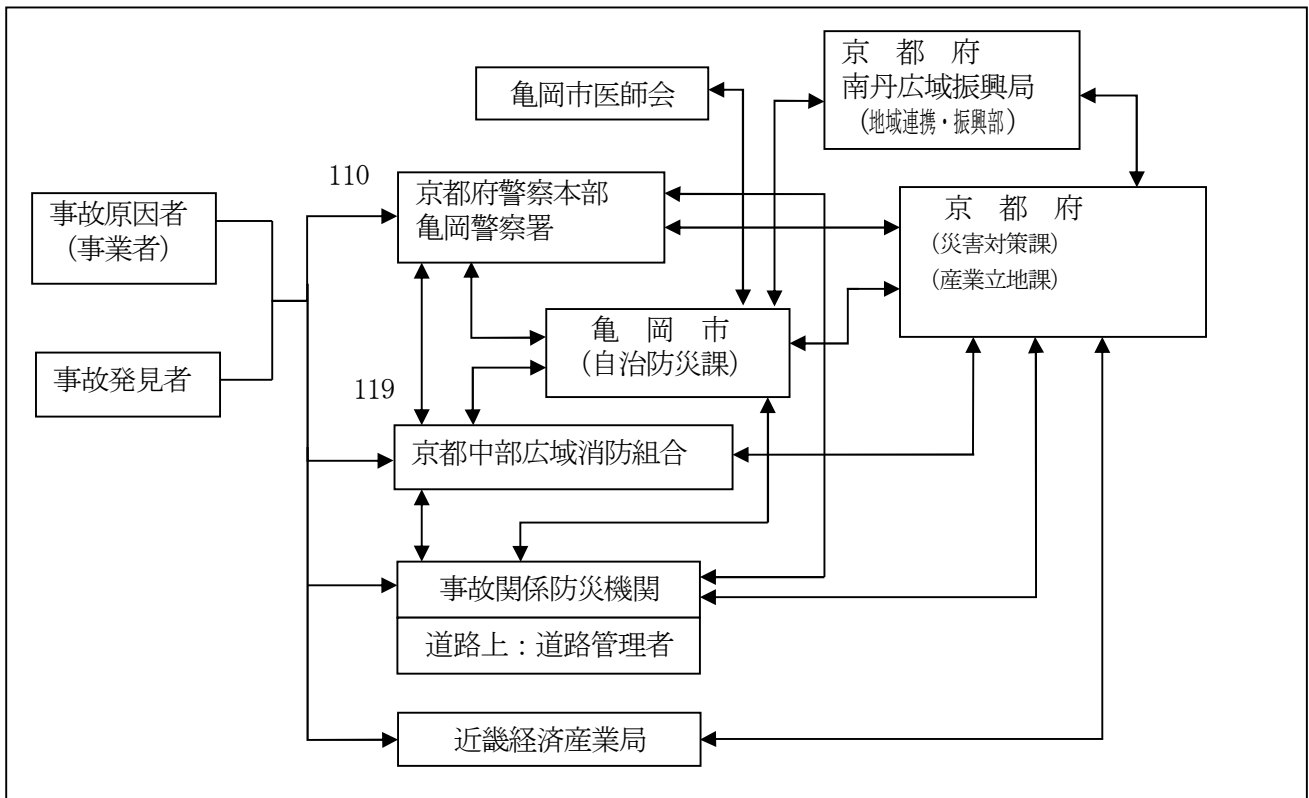 京　都　府
南丹広域振興局
(地域連携・振興部)
亀岡市医師会
110
京都府警察本部
亀岡警察署
事故原因者
(事業者)
京　都　府
(災害対策課)
(産業立地課)
亀　岡　市
(自治防災課)
事故発見者
119
京都中部広域消防組合
事故関係防災機関
道路上：道路管理者
近畿経済産業局